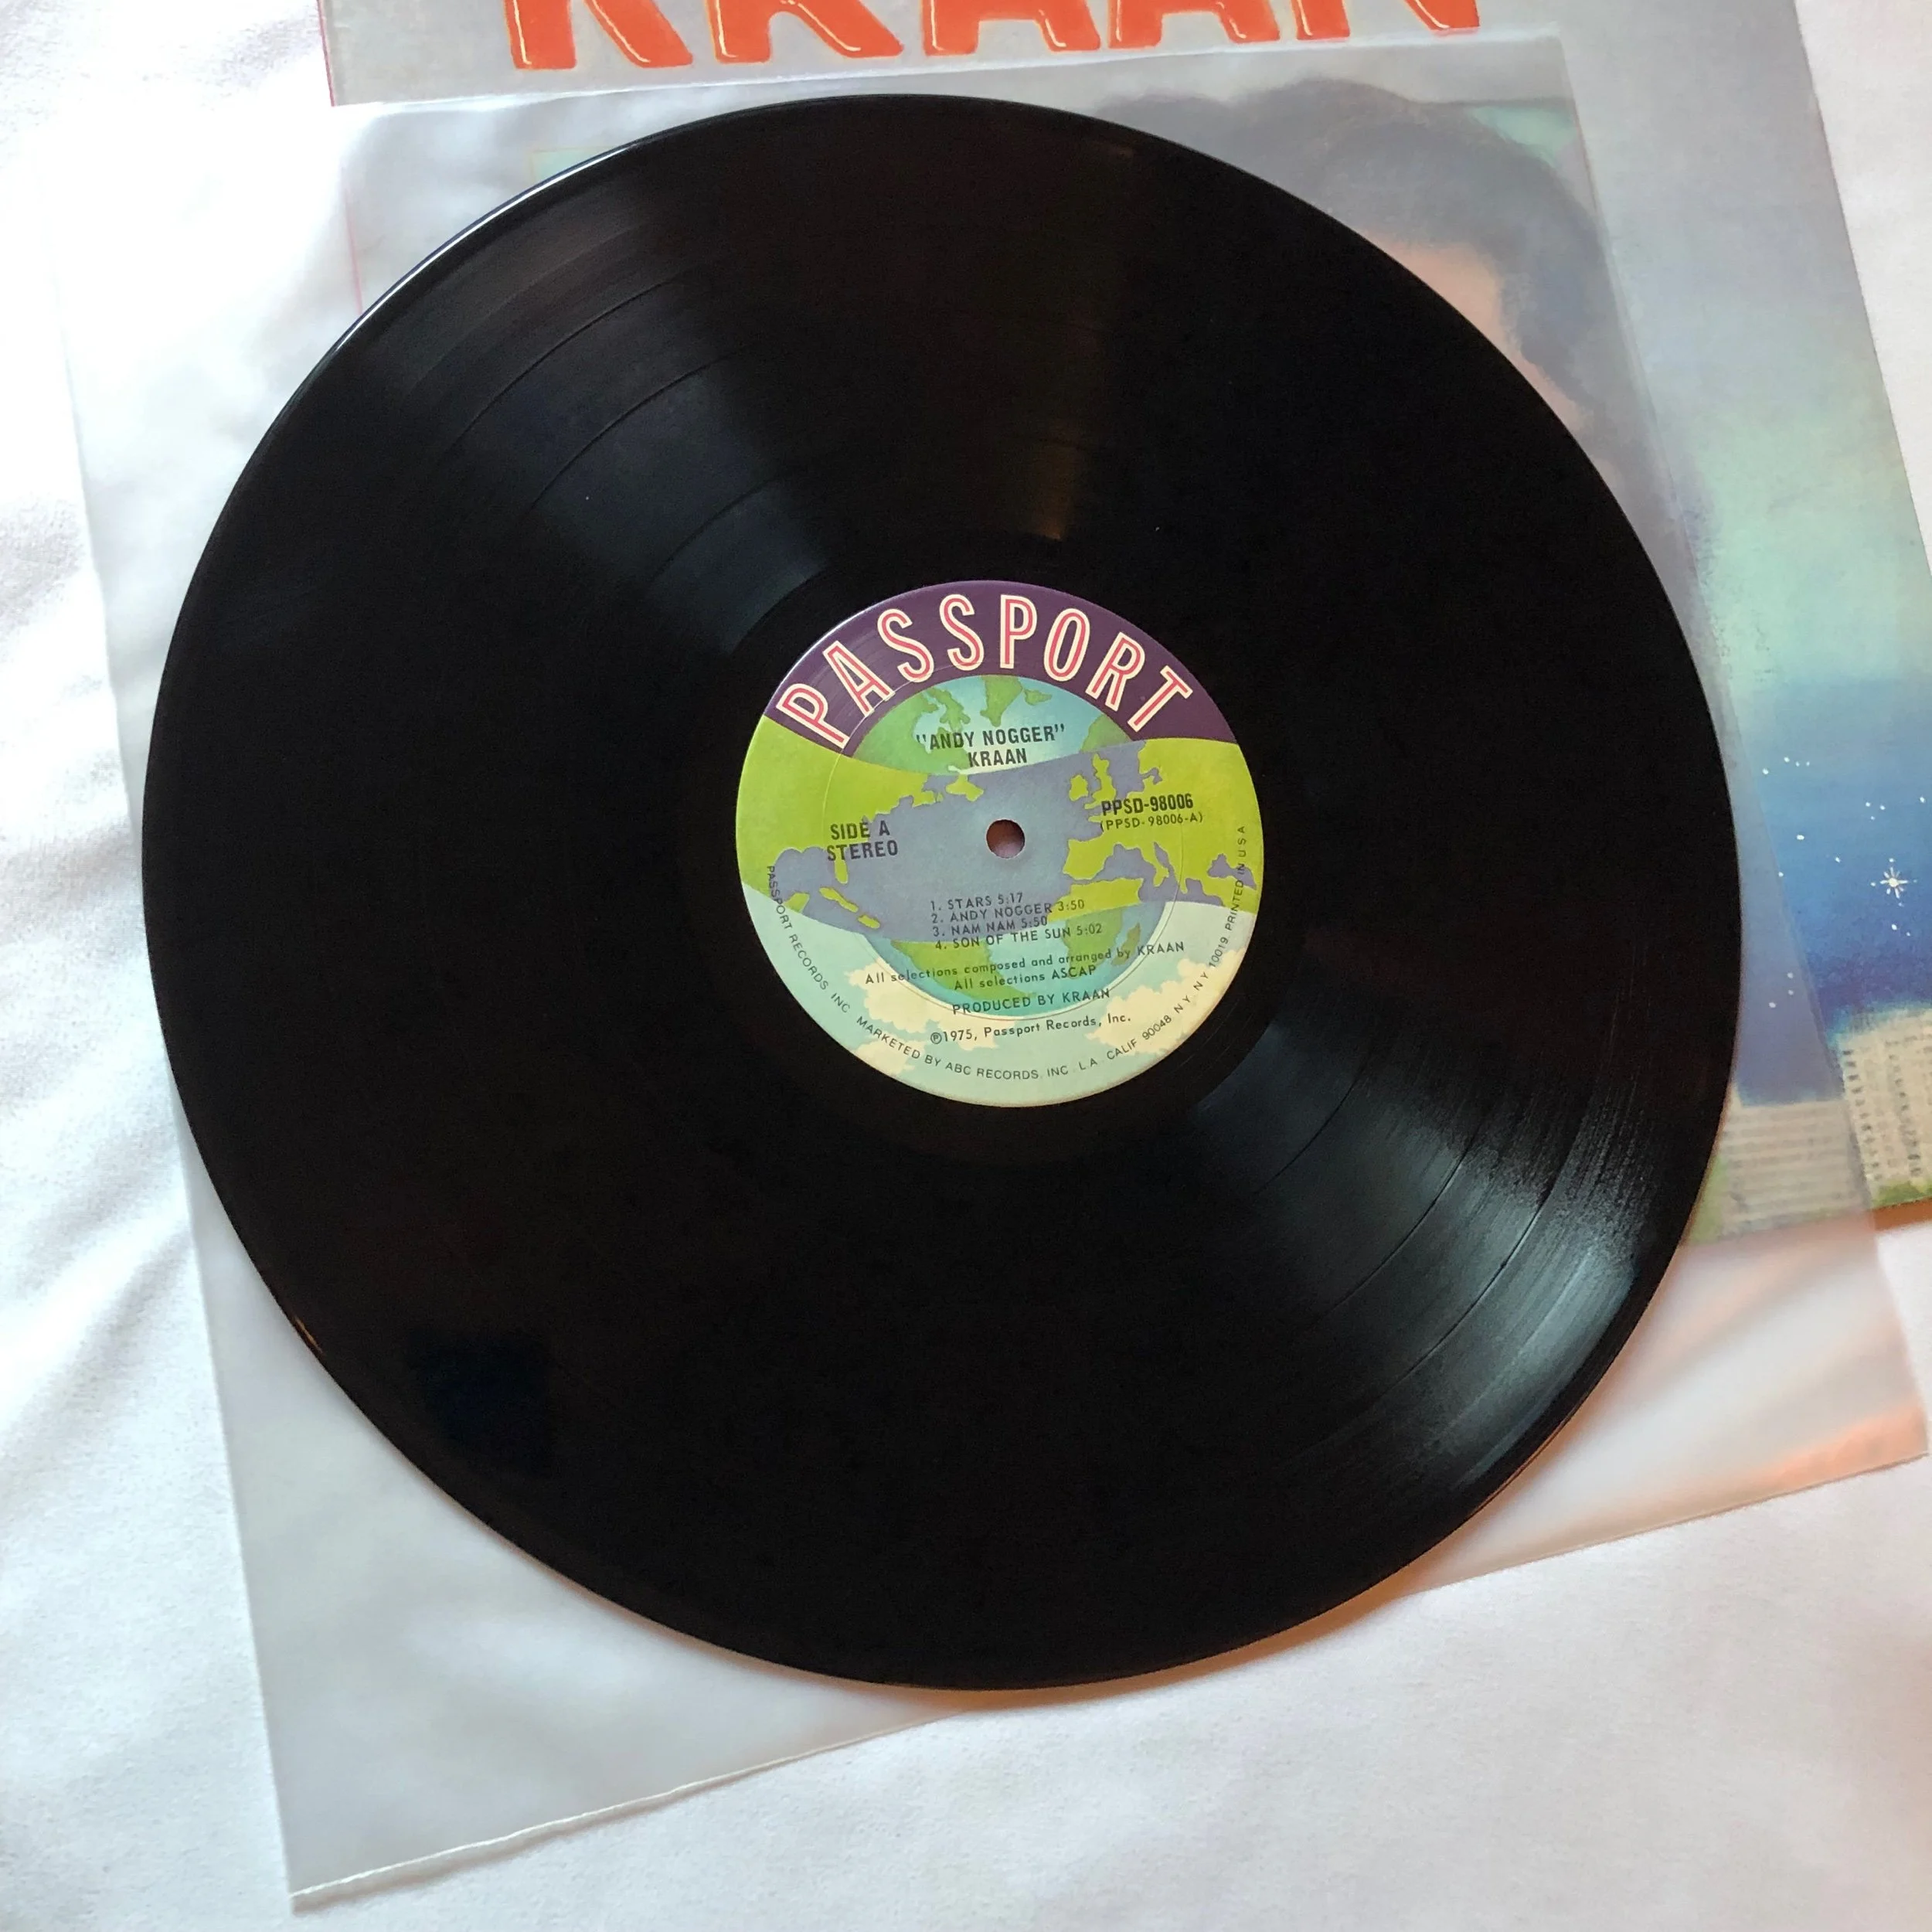 KRAAN
PASSPORT
"ANDY NOGGER"
KRAAN
PPSD-98006
(PPSD-98006-A)
SIDE A
STEREO
1. STARS 5:17
2. ANDY NOGGER 3:50
3. NAM NAM 5:50
4. SON OF THE SUN 5:02
All selections composed and arranged by KRAAN
All selections ASCAP
PRODUCED BY KRAAN
℗1975, Passport Records, Inc.
PASSPORT RECORDS, INC. MARKETED BY ABC RECORDS, INC. L.A. CALIF 90048 N.Y. N.Y 10019. PRINTED IN U S A